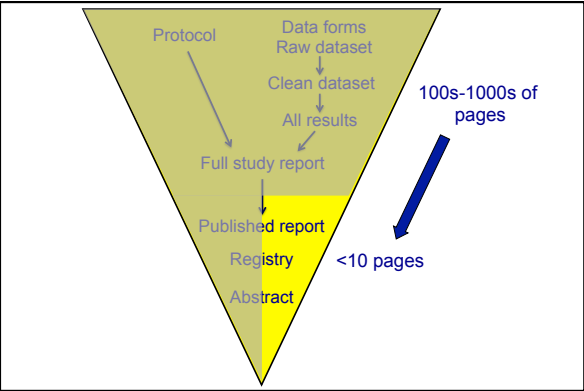 Protocol
Data forms
Raw dataset
Clean dataset
All results
Full study report
100s-1000s of
pages
Published report
Registry
<10 pages
Abstract